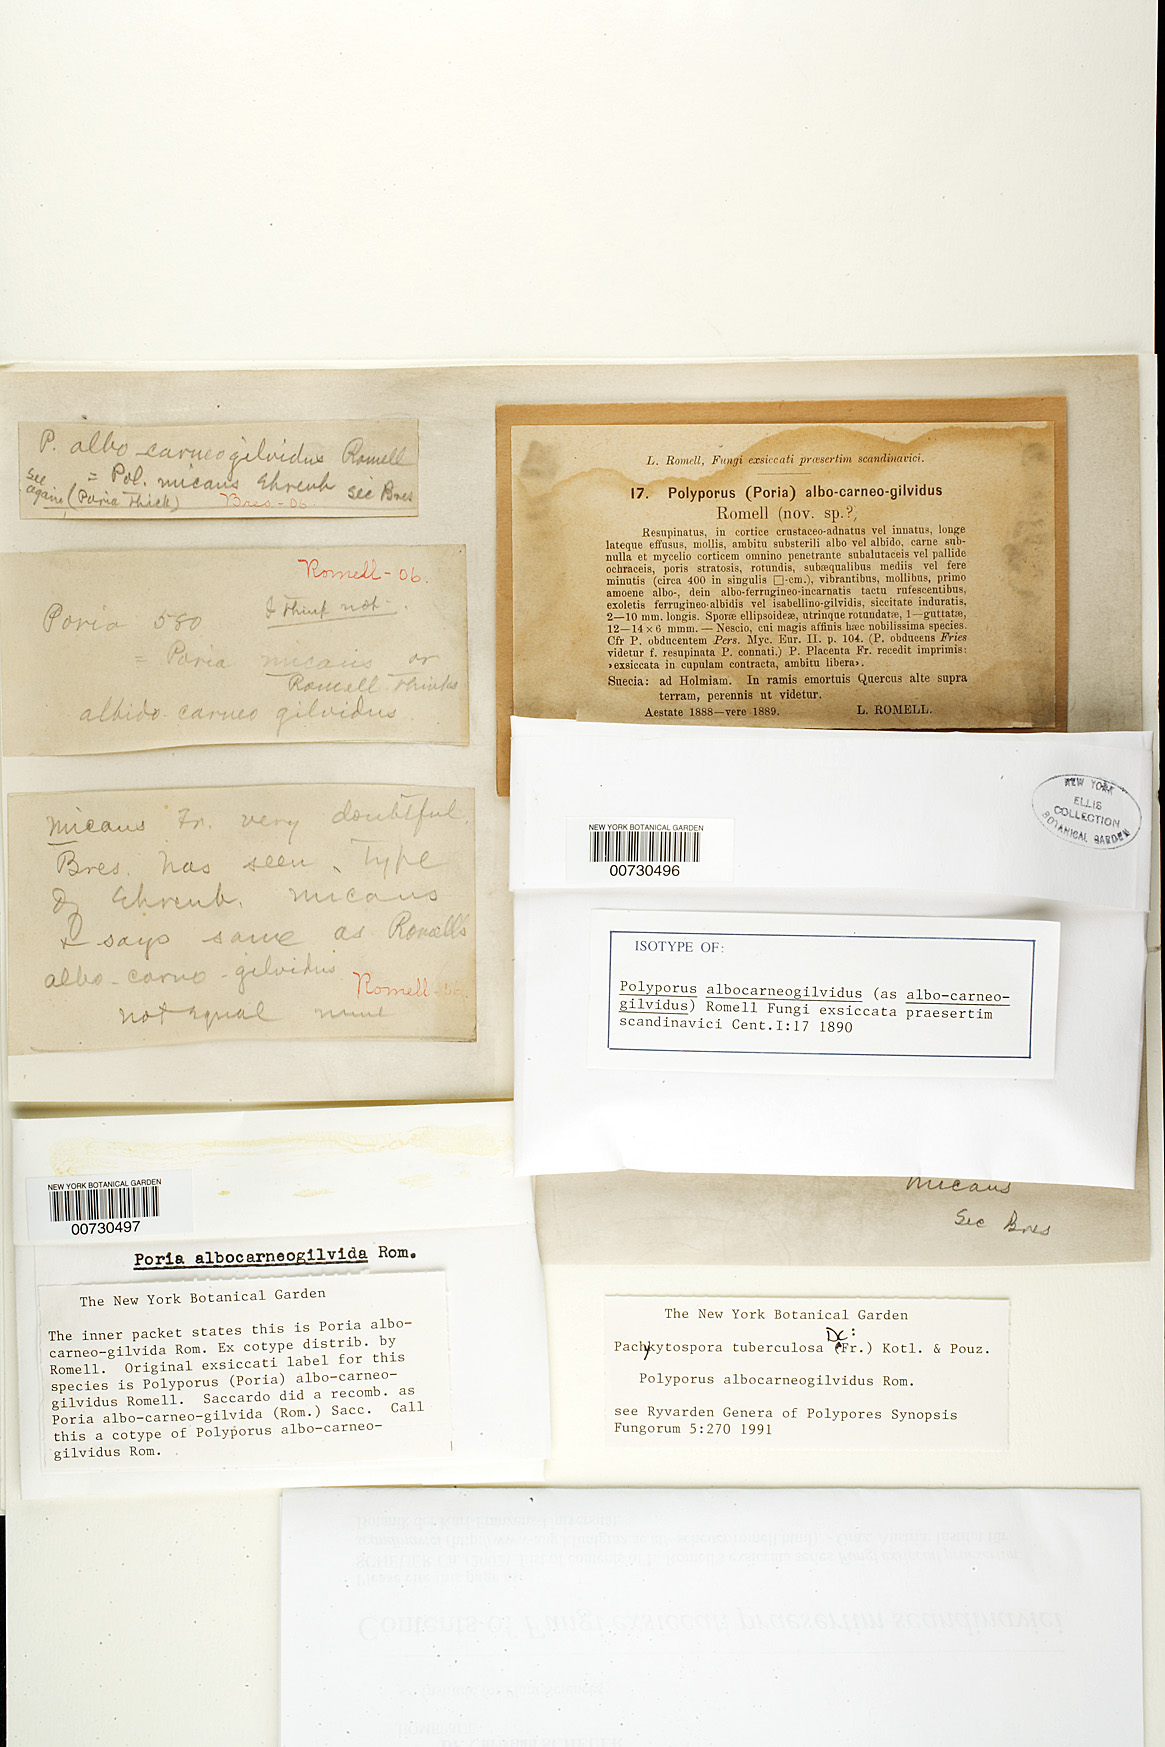 P. albo-carneogilvidus Romell
= Pol. micans Ehrenb sec Bres
see again (Poria Thick) Bres-06
Romell-06.
Poria 580 I think not.
= Poria micans or
Romell thinks
albido carneo gilvidus
micans Fr. very doubtful.
Bres. has seen Type
of Ehrenb. micans
& says same as Romell's
albo-carno-gilvidus
Romell-06
not equal mine
L. Romell, Fungi exsiccati præsertim scandinavici.
17. Polyporus (Poria) albo-carneo-gilvidus
Romell (nov. sp.?)
Resupinatus, in cortice crustaceo-adnatus vel innatus, longe
lateque effusus, mollis, ambitu substerili albo vel albido, carne sub-
nulla et mycelio corticem omnino penetrante subalutaceis vel pallide
ochraceis, poris stratosis, rotundis, subæqualibus mediis vel fere
minutis (circa 400 in singulis □-cm.), vibrantibus, mollibus, primo
amoene albo-, dein albo-ferrugineo-incarnatis tactu rufescentibus,
exoletis ferrugineo-albidis vel isabellino-gilvidis, siccitate induratis,
2—10 mm. longis. Sporæ ellipsoideæ, utrinque rotundatæ, 1—guttatæ,
12—14 × 6 mmm. — Nescio, cui magis affinis hæc nobilissima species.
Cfr P. obducentem Pers. Myc. Eur. II. p. 104. (P. obducens Fries
videtur f. resupinata P. connati.) P. Placenta Fr. recedit imprimis:
»exsiccata in cupulam contracta, ambitu libera».
Suecia: ad Holmiam. In ramis emortuis Quercus alte supra
terram, perennis ut videtur.
Aestate 1888—vere 1889. L. ROMELL.
NEW YORK
ELLIS
COLLECTION
BOTANICAL GARDEN
NEW YORK BOTANICAL GARDEN
00730496
ISOTYPE OF:
Polyporus albocarneogilvidus (as albo-carneo-
gilvidus) Romell Fungi exsiccata praesertim
scandinavici Cent.I:17 1890
micans
Sec Bres
NEW YORK BOTANICAL GARDEN
00730497
Poria albocarneogilvida Rom.
The New York Botanical Garden
The inner packet states this is Poria albo-
carneo-gilvida Rom. Ex cotype distrib. by
Romell. Original exsiccati label for this
species is Polyporus (Poria) albo-carneo-
gilvidus Romell. Saccardo did a recomb. as
Poria albo-carneo-gilvida (Rom.) Sacc. Call
this a cotype of Polyporus albo-carneo-
gilvidus Rom.
The New York Botanical Garden
DC:
Pachykytospora tuberculosa (Fr.) Kotl. & Pouz.
Polyporus albocarneogilvidus Rom.
see Ryvarden Genera of Polypores Synopsis
Fungorum 5:270 1991